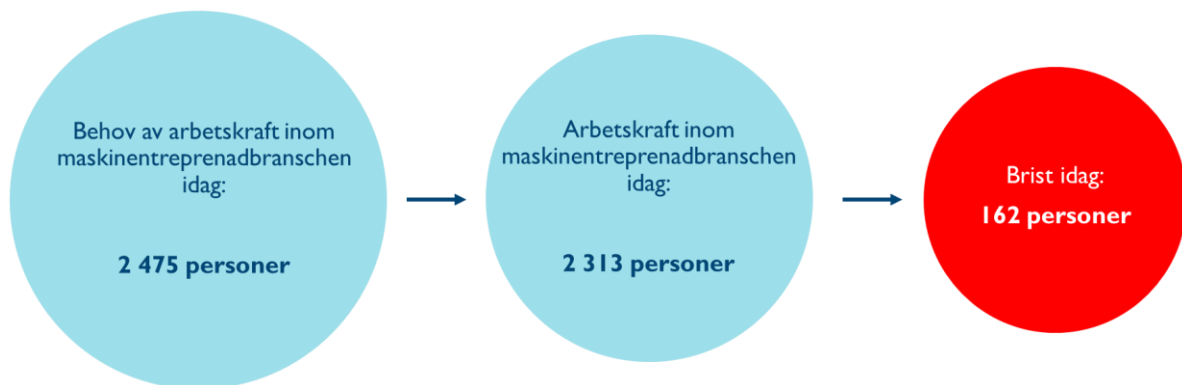 Behov av arbetskraft inom
maskinentreprenadbranschen
idag:
2 475 personer
Arbetskraft inom
maskinentreprenadbranschen
idag:
2 313 personer
Brist idag:
162 personer